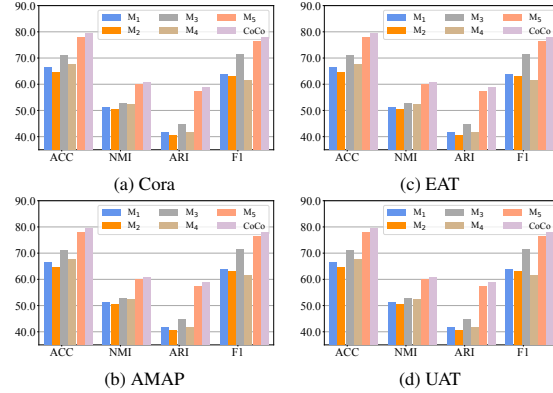 90.0
80.0
70.0
60.0
50.0
40.0
M1 M3 M5
M2 M4 CoCo
ACC NMI ARI F1
(a) Cora
90.0
80.0
70.0
60.0
50.0
40.0
M1 M3 M5
M2 M4 CoCo
ACC NMI ARI F1
(c) EAT
90.0
80.0
70.0
60.0
50.0
40.0
M1 M3 M5
M2 M4 CoCo
ACC NMI ARI F1
(b) AMAP
90.0
80.0
70.0
60.0
50.0
40.0
M1 M3 M5
M2 M4 CoCo
ACC NMI ARI F1
(d) UAT